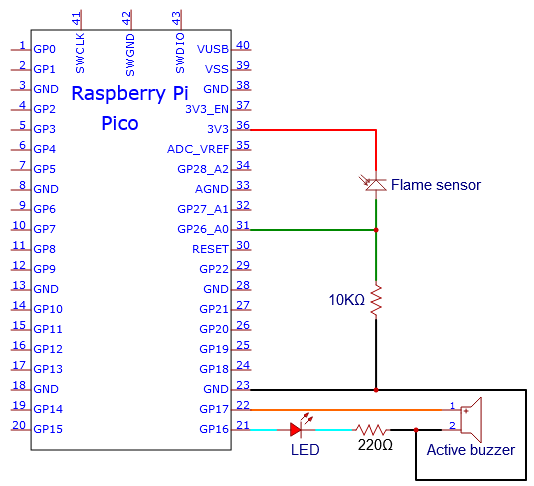 41 42 43
SWCLK SWGND SWDIO
1 GP0 VUSB 40
2 GP1 VSS 39
3 GND GND 38
Raspberry Pi
4 GP2 3V3_EN 37
Pico
5 GP3 3V3 36
6 GP4 ADC_VREF 35
7 GP5 GP28_A2 34
8 GND AGND 33
Flame sensor
9 GP6 GP27_A1 32
10 GP7 GP26_A0 31
11 GP8 RESET 30
12 GP9 GP22 29
13 GND GND 28
10KΩ
14 GP10 GP21 27
15 GP11 GP20 26
16 GP12 GP19 25
17 GP13 GP18 24
18 GND GND 23
19 GP14 GP17 22
1
20 GP15 GP16 21
2
LED 220Ω Active buzzer